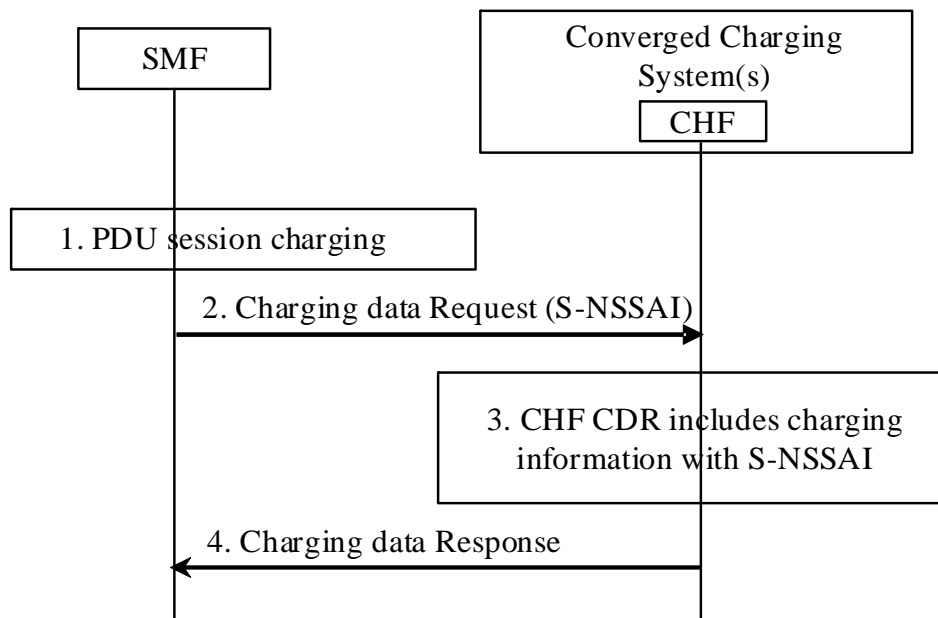 SMF
Converged Charging
System(s)
CHF
1. PDU session charging
2. Charging data Request (S-NSSAI)
3. CHF CDR includes charging
information with S-NSSAI
4. Charging data Response